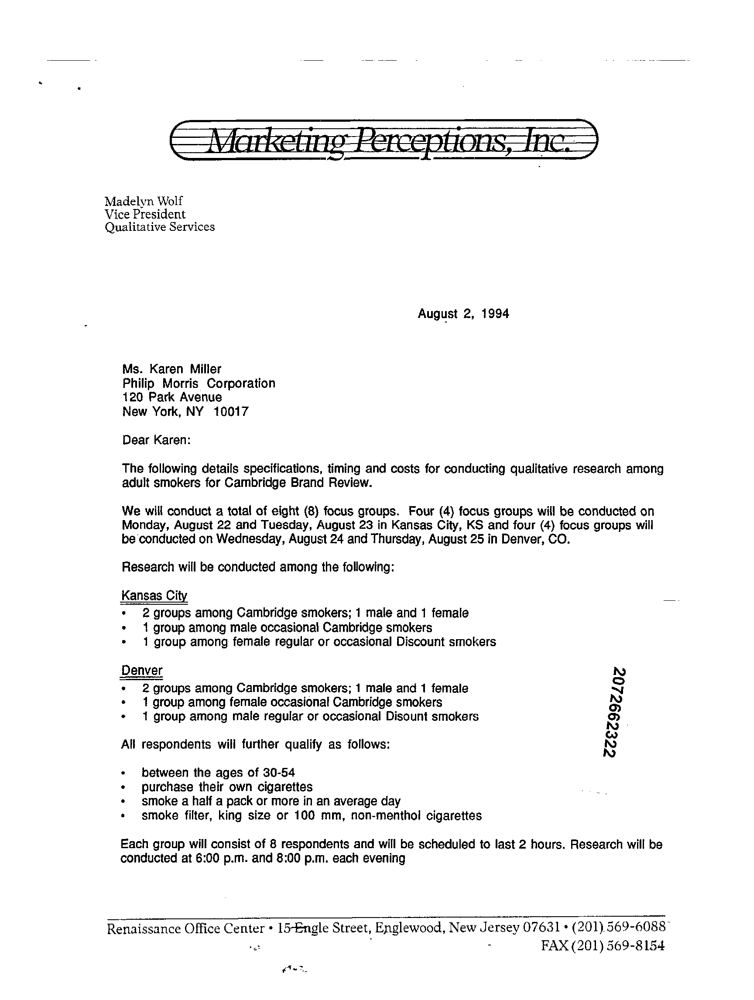 Marketing Perceptions, Inc.
Madelyn Wolf
Vice President
Qualitative Services
August 2, 1994
Ms. Karen Miller
Philip Morris Corporation
120 Park Avenue
New York, NY 10017
Dear Karen:
The following details specifications, timing and costs for conducting qualitative research among
adult smokers for Cambridge Brand Review.
We will conduct a total of eight (8) focus groups. Four (4) focus groups will be conducted on
Monday, August 22 and Tuesday, August 23 in Kansas City, KS and four (4) focus groups will
be conducted on Wednesday, August 24 and Thursday, August 25 in Denver, CO.
Research will be conducted among the following:
Kansas City
• 2 groups among Cambridge smokers; 1 male and 1 female
• 1 group among male occasional Cambridge smokers
• 1 group among female regular or occasional Discount smokers
Denver
• 2 groups among Cambridge smokers; 1 male and 1 female
• 1 group among female occasional Cambridge smokers
• 1 group among male regular or occasional Disount smokers
2072662322
All respondents will further qualify as follows:
• between the ages of 30-54
• purchase their own cigarettes
• smoke a half a pack or more in an average day
• smoke filter, king size or 100 mm, non-menthol cigarettes
Each group will consist of 8 respondents and will be scheduled to last 2 hours. Research will be
conducted at 6:00 p.m. and 8:00 p.m. each evening
Renaissance Office Center • 15 Engle Street, Englewood, New Jersey 07631 • (201) 569-6088
FAX (201) 569-8154